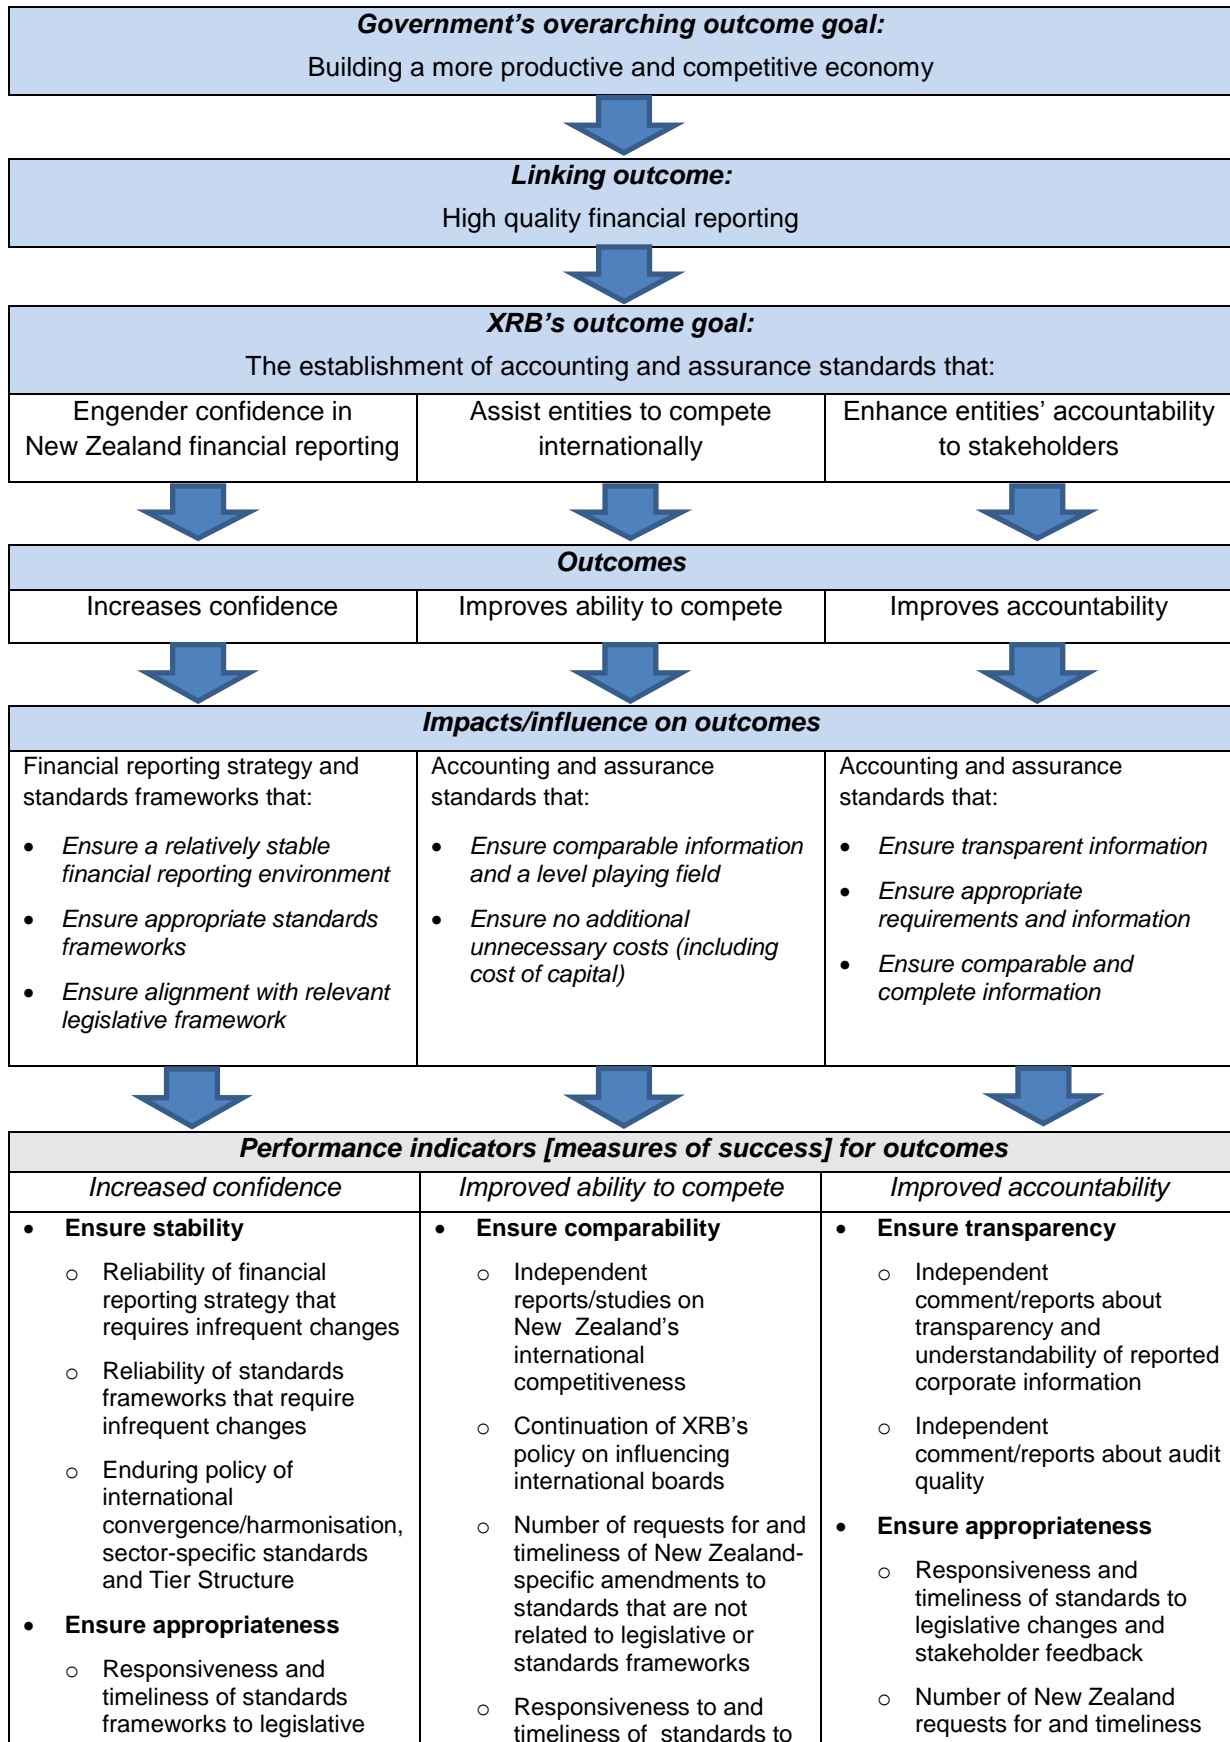 Government’s overarching outcome goal:
Building a more productive and competitive economy
Linking outcome:
High quality financial reporting
XRB’s outcome goal:
The establishment of accounting and assurance standards that:
Engender confidence in
New Zealand financial reporting
Assist entities to compete
internationally
Enhance entities’ accountability
to stakeholders
Outcomes
Increases confidence
Improves ability to compete
Improves accountability
Impacts/influence on outcomes
Financial reporting strategy and
standards frameworks that:
• Ensure a relatively stable
financial reporting environment
• Ensure appropriate standards
frameworks
• Ensure alignment with relevant
legislative framework
Accounting and assurance
standards that:
• Ensure comparable information
and a level playing field
• Ensure no additional
unnecessary costs (including
cost of capital)
Accounting and assurance
standards that:
• Ensure transparent information
• Ensure appropriate
requirements and information
• Ensure comparable and
complete information
Performance indicators [measures of success] for outcomes
Increased confidence
Improved ability to compete
Improved accountability
• Ensure stability
o Reliability of financial
reporting strategy that
requires infrequent changes
o Reliability of standards
frameworks that require
infrequent changes
o Enduring policy of
international
convergence/harmonisation,
sector-specific standards
and Tier Structure
• Ensure appropriateness
o Responsiveness and
timeliness of standards
frameworks to legislative
• Ensure comparability
o Independent
reports/studies on
New Zealand’s
international
competitiveness
o Continuation of XRB’s
policy on influencing
international boards
o Number of requests for and
timeliness of New Zealand-
specific amendments to
standards that are not
related to legislative or
standards frameworks
o Responsiveness to and
timeliness of standards to
• Ensure transparency
o Independent
comment/reports about
transparency and
understandability of reported
corporate information
o Independent
comment/reports about audit
quality
• Ensure appropriateness
o Responsiveness and
timeliness of standards to
legislative changes and
stakeholder feedback
o Number of New Zealand
requests for and timeliness